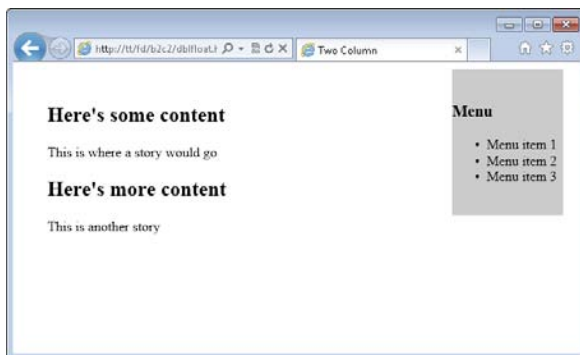 http://tt/fd/b2c2/dblfloat.h
Two Column
Here's some content
This is where a story would go
Here's more content
This is another story
Menu
• Menu item 1
• Menu item 2
• Menu item 3